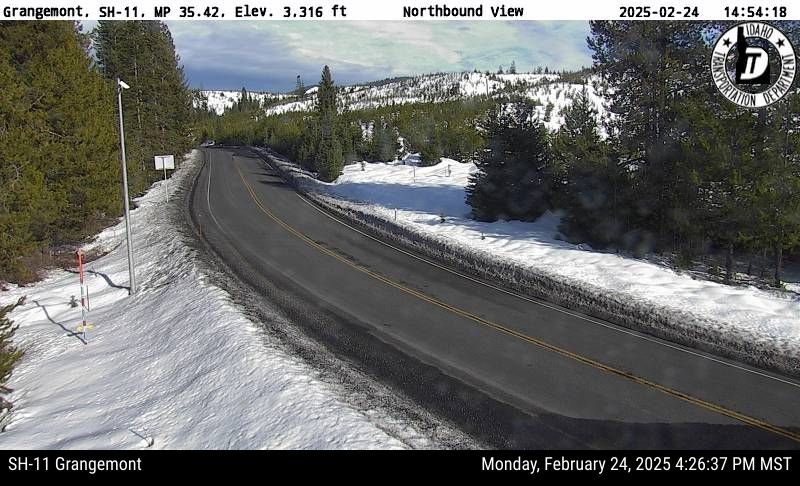 Grangemont, SH-11, MP 35.42, Elev. 3,316 ft Northbound View 2025-02-24 14:54:18
IDAHO
TRANSPORTATION DEPARTMENT
SH-11 Grangemont Monday, February 24, 2025 4:26:37 PM MST